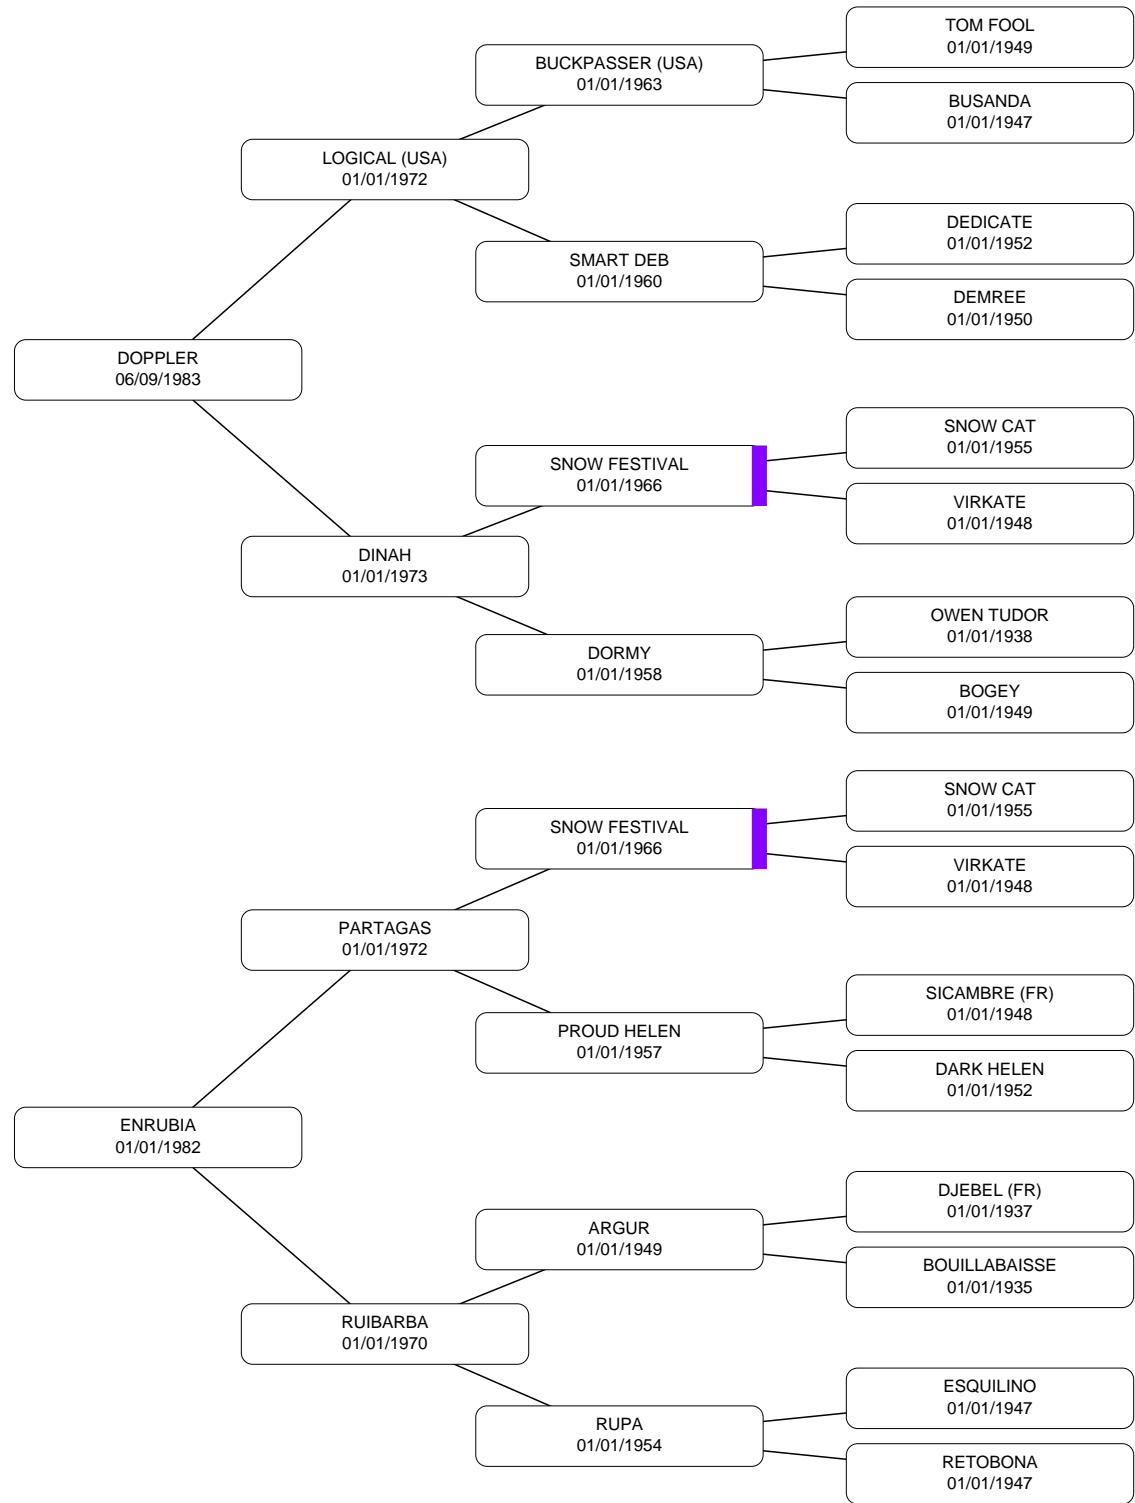 TOM FOOL
01/01/1949
BUCKPASSER (USA)
01/01/1963
BUSANDA
01/01/1947
LOGICAL (USA)
01/01/1972
DEDICATE
01/01/1952
SMART DEB
01/01/1960
DEMREE
01/01/1950
DOPPLER
06/09/1983
SNOW CAT
01/01/1955
SNOW FESTIVAL
01/01/1966
VIRKATE
01/01/1948
DINAH
01/01/1973
OWEN TUDOR
01/01/1938
DORMY
01/01/1958
BOGEY
01/01/1949
SNOW CAT
01/01/1955
SNOW FESTIVAL
01/01/1966
VIRKATE
01/01/1948
PARTAGAS
01/01/1972
SICAMBRE (FR)
01/01/1948
PROUD HELEN
01/01/1957
DARK HELEN
01/01/1952
ENRUBIA
01/01/1982
DJEBEL (FR)
01/01/1937
ARGUR
01/01/1949
BOUILLABAISSE
01/01/1935
RUIBARBA
01/01/1970
ESQUILINO
01/01/1947
RUPA
01/01/1954
RETOBONA
01/01/1947